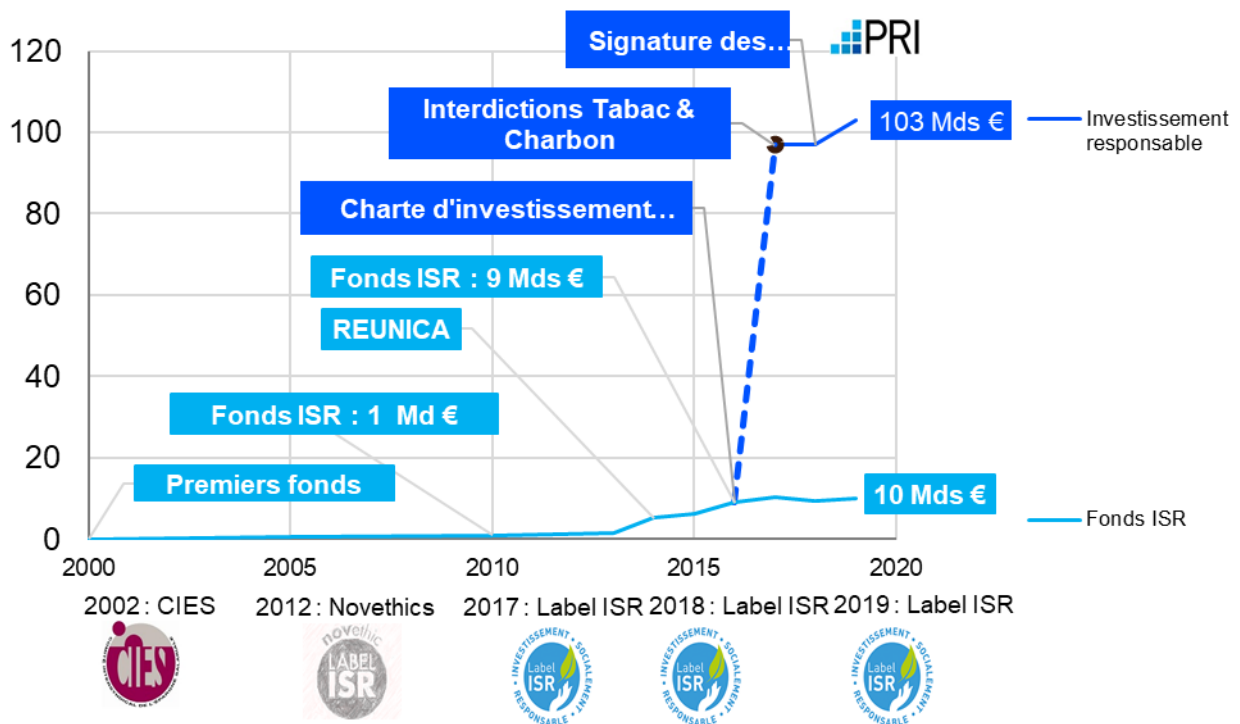 Signature des…
PRI
120
Interdictions Tabac &
Charbon
103 Mds €
Investissement
responsable
100
Charte d'investissement…
80
Fonds ISR : 9 Mds €
60
REUNICA
40
Fonds ISR : 1 Md €
20
Premiers fonds
10 Mds €
Fonds ISR
0
2000
2005
2010
2015
2020
2002 : CIES
2012 : Novethics
2017 : Label ISR
2018 : Label ISR
2019 : Label ISR
CIES
novethic
LABEL
ISR
INVESTISSEMENT • SOCIALEMENT
RESPONSABLE •
Label
ISR
INVESTISSEMENT • SOCIALEMENT
RESPONSABLE •
Label
ISR
INVESTISSEMENT • SOCIALEMENT
RESPONSABLE •
Label
ISR